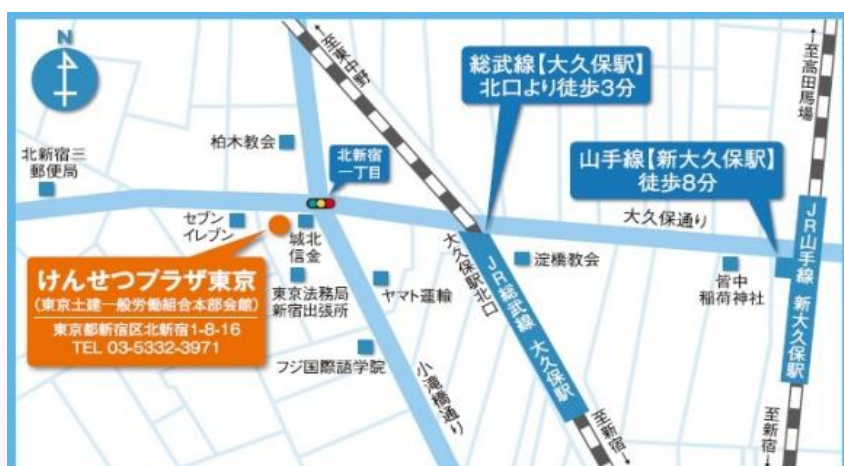 N
←至東中野
総武線【大久保駅】
北口より徒歩3分
←至高田馬場
柏木教会
北新宿
一丁目
北新宿三
郵便局
山手線【新大久保駅】
徒歩8分
セブン
イレブン
城北
信金
大久保通り
けんせつプラザ東京
(東京土建一般労働組合本部会館)
東京都新宿区北新宿1-8-16
TEL 03-5332-3971
東京法務局
新宿出張所
ヤマト運輸
大久保駅北口
JR総武線 大久保駅
淀橋教会
皆中
稲荷神社
JR山手線 新大久保駅
フジ国際語学院
小滝橋通り
至新宿→
至新宿→